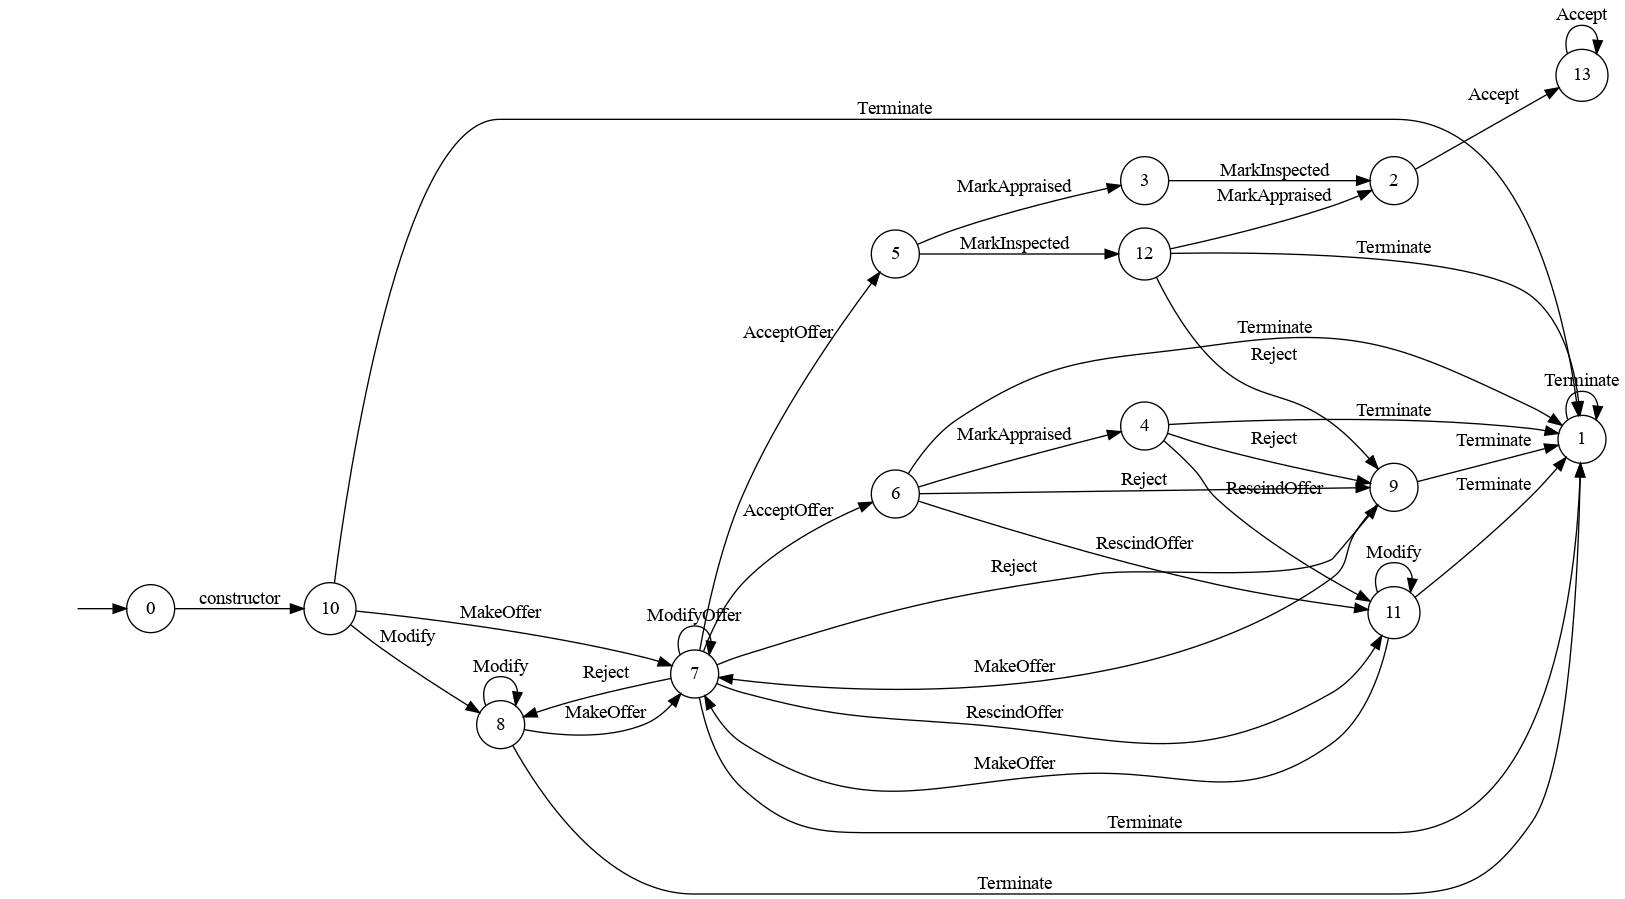 Accept
13
Accept
Terminate
MarkInspected
3
2
MarkAppraised
MarkAppraised
MarkInspected
5
12
Terminate
Terminate
AcceptOffer
Reject
Terminate
Terminate
4
MarkAppraised
Reject
Terminate
1
Reject
Terminate
6
RescindOffer
9
AcceptOffer
RescindOffer
Modify
Reject
constructor
0
10
MakeOffer
11
ModifyOffer
Modify
Modify
Reject
MakeOffer
7
MakeOffer
RescindOffer
8
MakeOffer
Terminate
Terminate